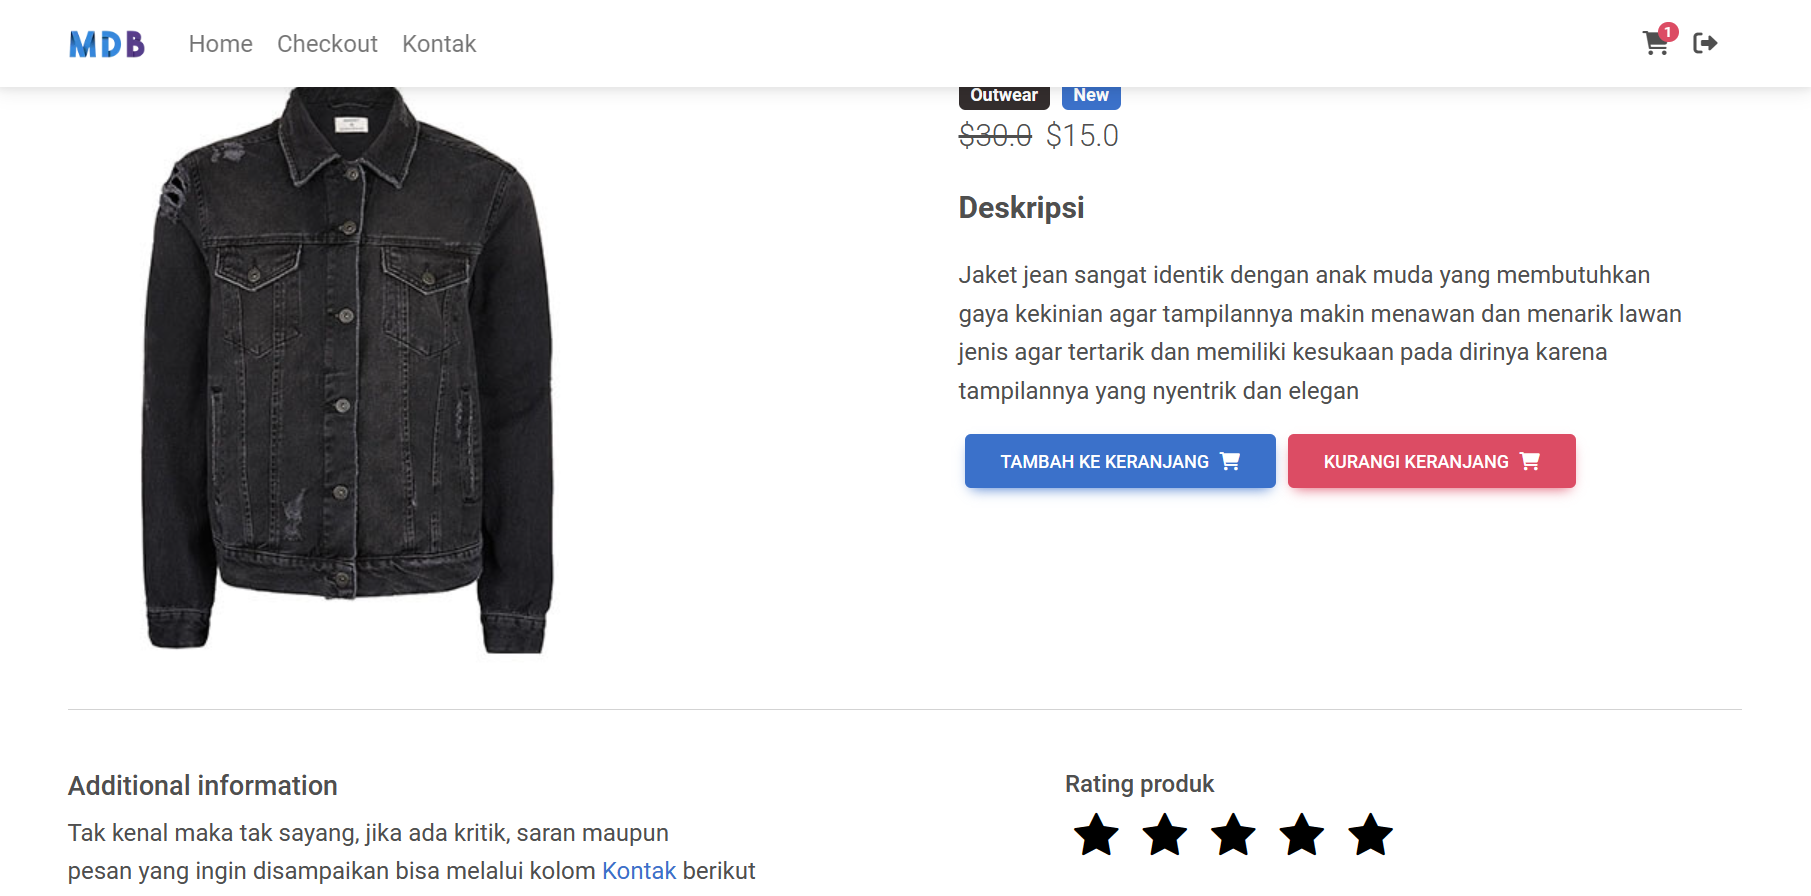 MDB Home Checkout Kontak 1
Outwear New
$30.0 $15.0
Deskripsi
Jaket jean sangat identik dengan anak muda yang membutuhkan
gaya kekinian agar tampilannya makin menawan dan menarik lawan
jenis agar tertarik dan memiliki kesukaan pada dirinya karena
tampilannya yang nyentrik dan elegan
TAMBAH KE KERANJANG KURANGI KERANJANG
Additional information
Tak kenal maka tak sayang, jika ada kritik, saran maupun
pesan yang ingin disampaikan bisa melalui kolom Kontak berikut
Rating produk